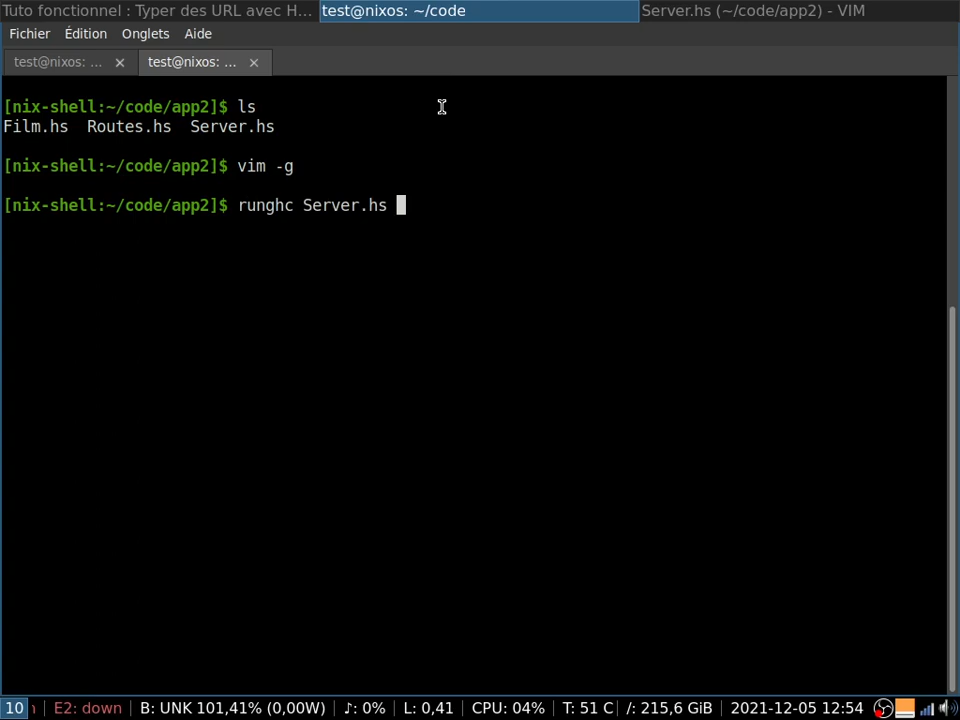 Tuto fonctionnel : Typer des URL avec H... test@nixos: ~/code Server.hs (~/code/app2) - VIM
Fichier Édition Onglets Aide
test@nixos: ... × test@nixos: ... ×
[nix-shell:~/code/app2]$ ls
Film.hs Routes.hs Server.hs
[nix-shell:~/code/app2]$ vim -g
[nix-shell:~/code/app2]$ runghc Server.hs
10 | E2: down | B: UNK 101,41% (0,00W) | ♪: 0% | L: 0,41 | CPU: 04% | T: 51 C | /: 215,6 GiB | 2021-12-05 12:54